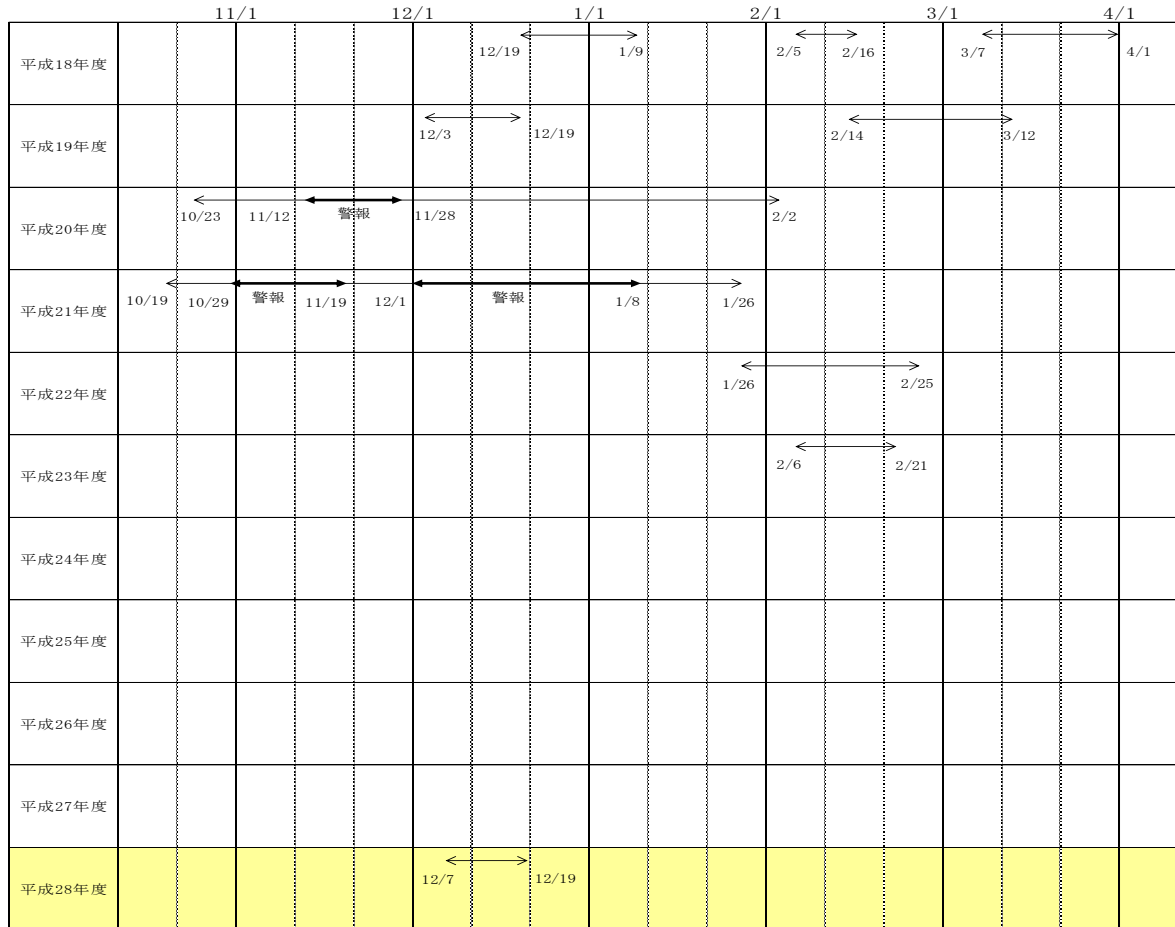 11/1 12/1 1/1 2/1 3/1 4/1
平成18年度 12/19 1/9 2/5 2/16 3/7 4/1
平成19年度 12/3 12/19 2/14 3/12
平成20年度 10/23 11/12 警報 11/28 2/2
平成21年度 10/19 10/29 警報 11/19 12/1 警報 1/8 1/26
平成22年度 1/26 2/25
平成23年度 2/6 2/21
平成24年度
平成25年度
平成26年度
平成27年度
平成28年度 12/7 12/19